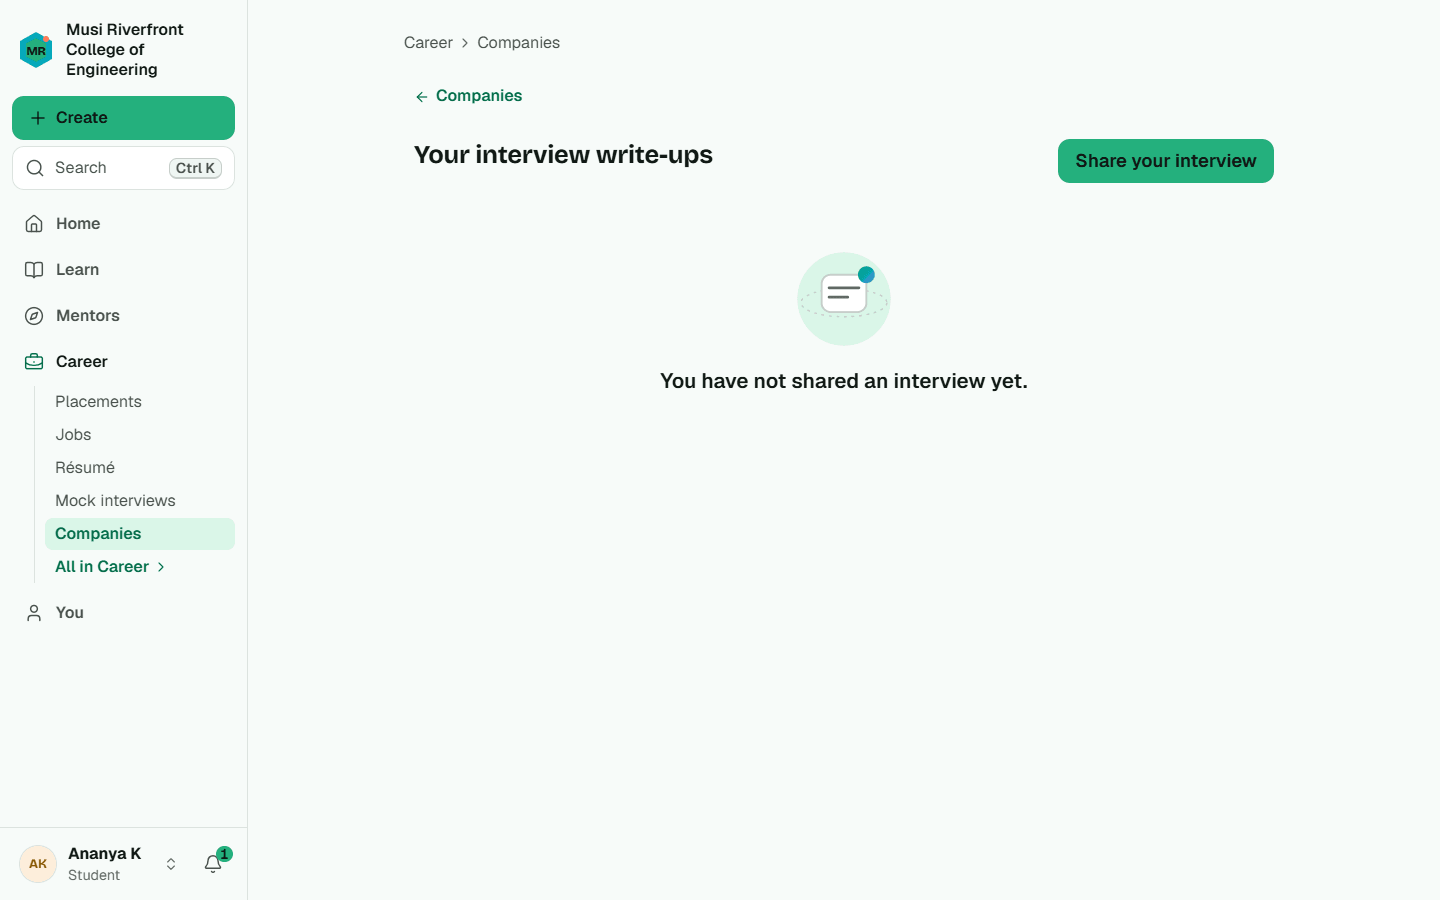 MR
Musi Riverfront
College of
Engineering
Create
Search Ctrl K
Home
Learn
Mentors
Career
Placements
Jobs
Résumé
Mock interviews
Companies
All in Career
You
AK
Ananya K
Student
1
Career > Companies
← Companies
Your interview write-ups
Share your interview
You have not shared an interview yet.